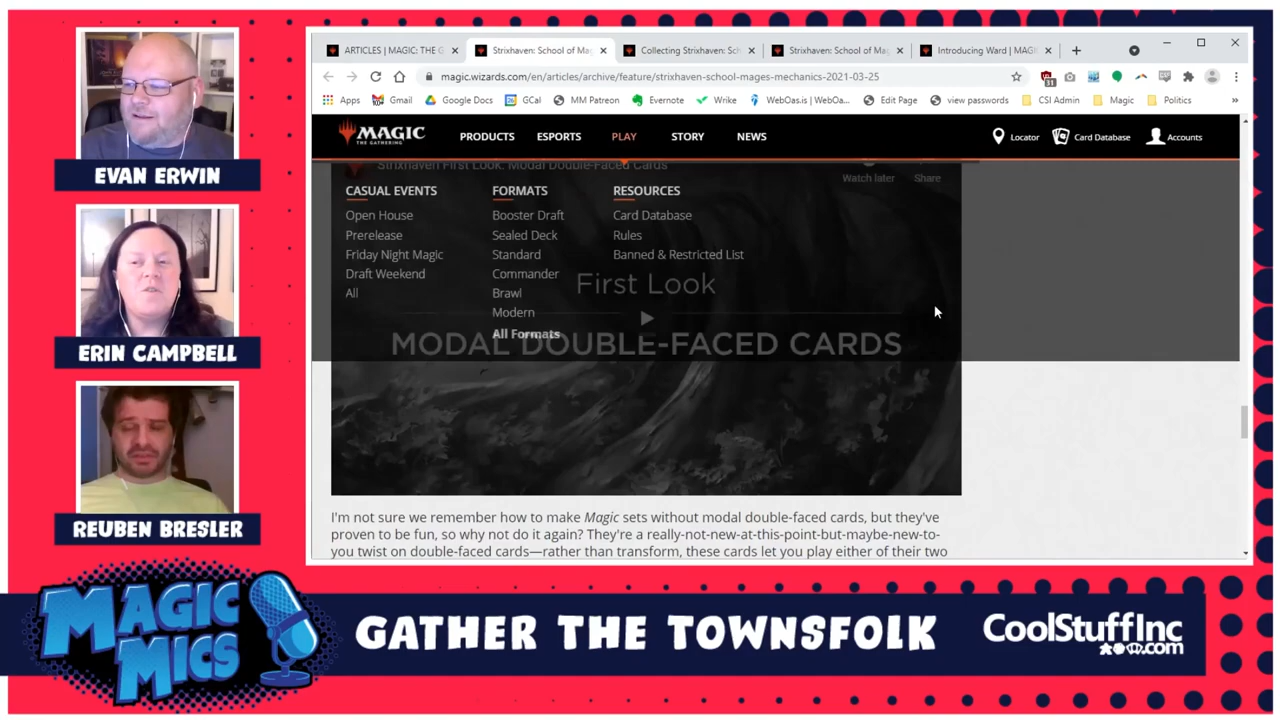 EVAN ERWIN
ERIN CAMPBELL
REUBEN BRESLER
ARTICLES | MAGIC: THE G
Strixhaven: School of Mag
Collecting Strixhaven: Sch
Strixhaven: School of Mag
Introducing Ward | MAGI
magic.wizards.com/en/articles/archive/feature/strixhaven-school-mages-mechanics-2021-03-25
31
Apps Gmail Google Docs GCal MM Patreon Evernote Wrike WebOas.is | WebOa... Edit Page view passwords CSI Admin Magic Politics »
MAGIC
THE GATHERING
PRODUCTS ESPORTS PLAY STORY NEWS
Locator Card Database Accounts
Strixhaven First Look: Modal Double-Faced Cards
Watch later Share
CASUAL EVENTS
Open House
Prerelease
Friday Night Magic
Draft Weekend
All
FORMATS
Booster Draft
Sealed Deck
Standard
Commander
Brawl
Modern
All Formats
RESOURCES
Card Database
Rules
Banned & Restricted List
First Look
MODAL DOUBLE-FACED CARDS
I'm not sure we remember how to make Magic sets without modal double-faced cards, but they've
proven to be fun, so why not do it again? They're a really-not-new-at-this-point-but-maybe-new-to-
you twist on double-faced cards—rather than transform, these cards let you play either of their two
MAGIC
MICS
GATHER THE TOWNSFOLK
CoolStuffInc
.com